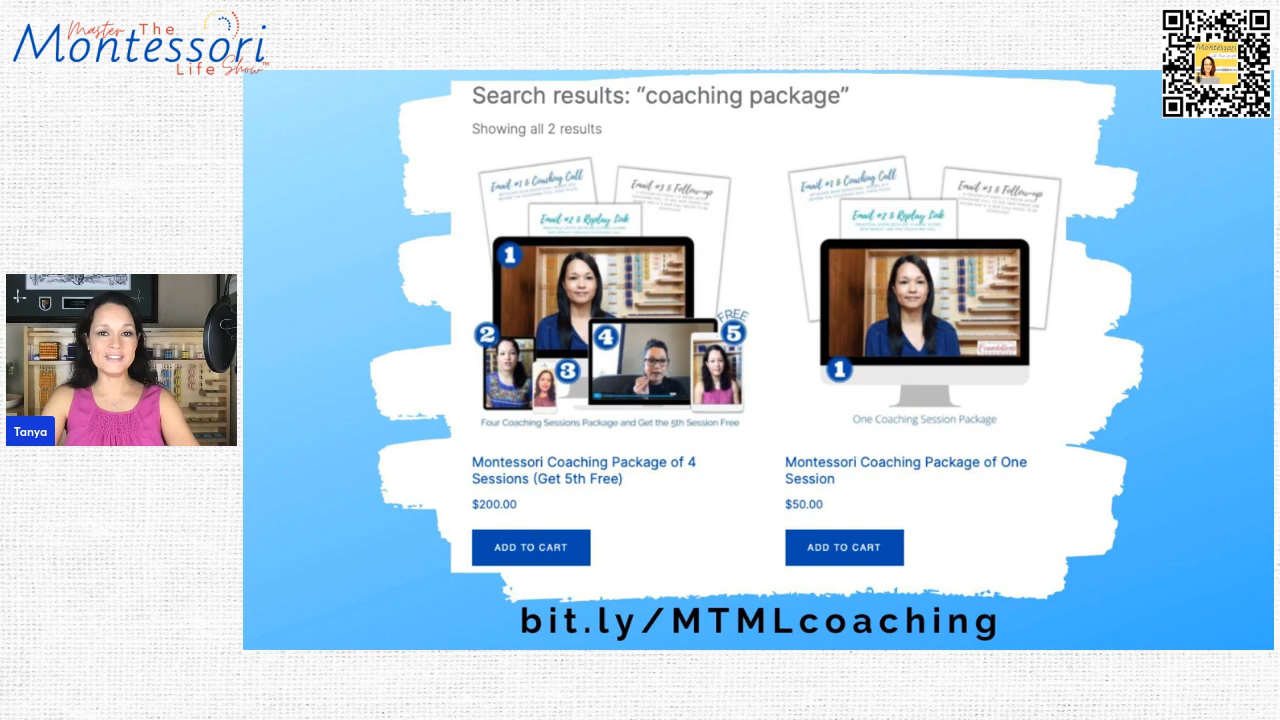 Master The
Montessori
Life Show™
Montessori
Search results: “coaching package”
Showing all 2 results
Email #1 & Coaching Call
Email #3 & Follow-up
Email #2 & Replay Link
1
2
3
4
FREE
5
Four Coaching Sessions Package and Get the 5th Session Free
Email #1 & Coaching Call
Email #3 & Follow-up
Email #2 & Replay Link
1
One Coaching Session Package
Montessori Coaching Package of 4
Sessions (Get 5th Free)
$200.00
ADD TO CART
Montessori Coaching Package of One
Session
$50.00
ADD TO CART
Tanya
bit.ly/MTMLcoaching